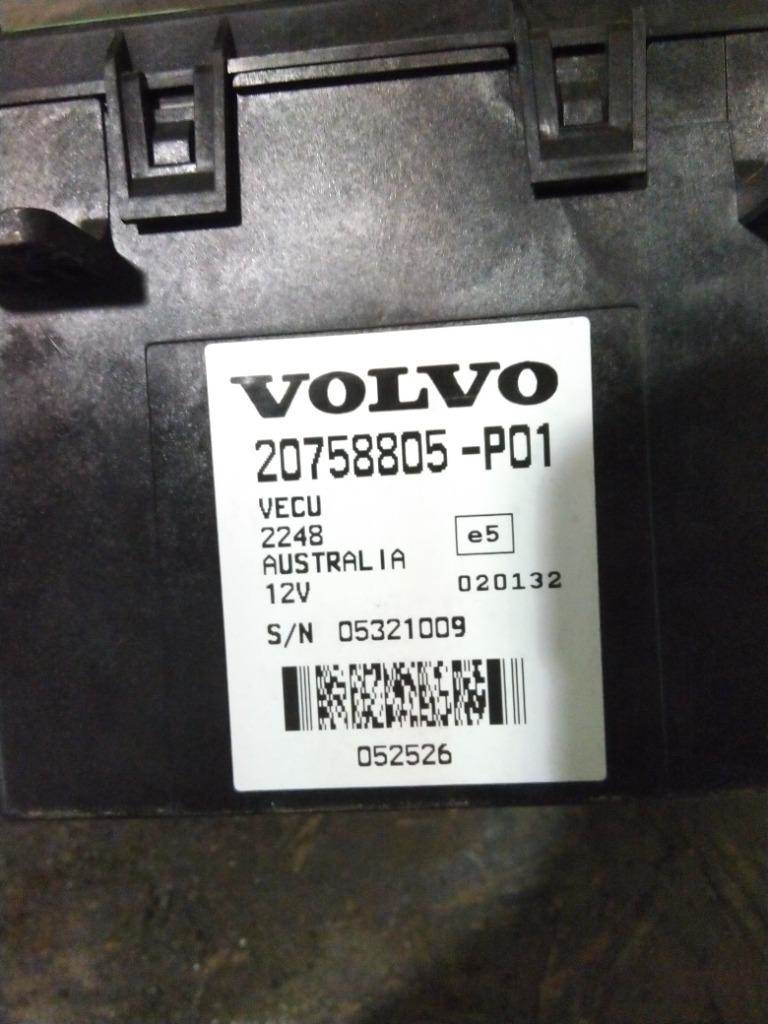 VOLVO
20758805-P01
VECU
2248
e5
AUSTRALIA
12V
020132
S/N 05321009
052526